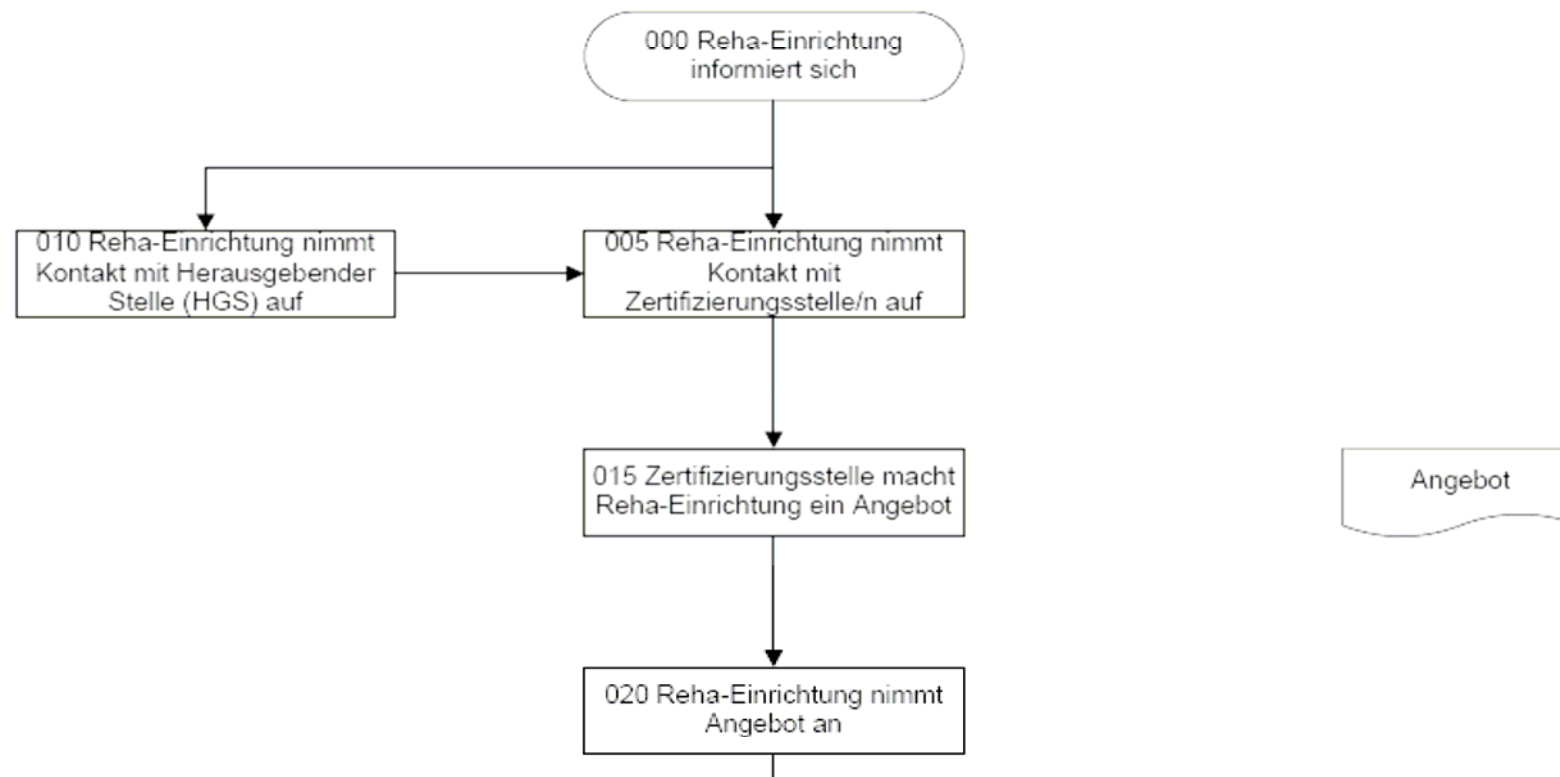 000 Reha-Einrichtung
informiert sich
010 Reha-Einrichtung nimmt
Kontakt mit Herausgebender
Stelle (HGS) auf
005 Reha-Einrichtung nimmt
Kontakt mit
Zertifizierungsstelle/n auf
015 Zertifizierungsstelle macht
Reha-Einrichtung ein Angebot
Angebot
020 Reha-Einrichtung nimmt
Angebot an